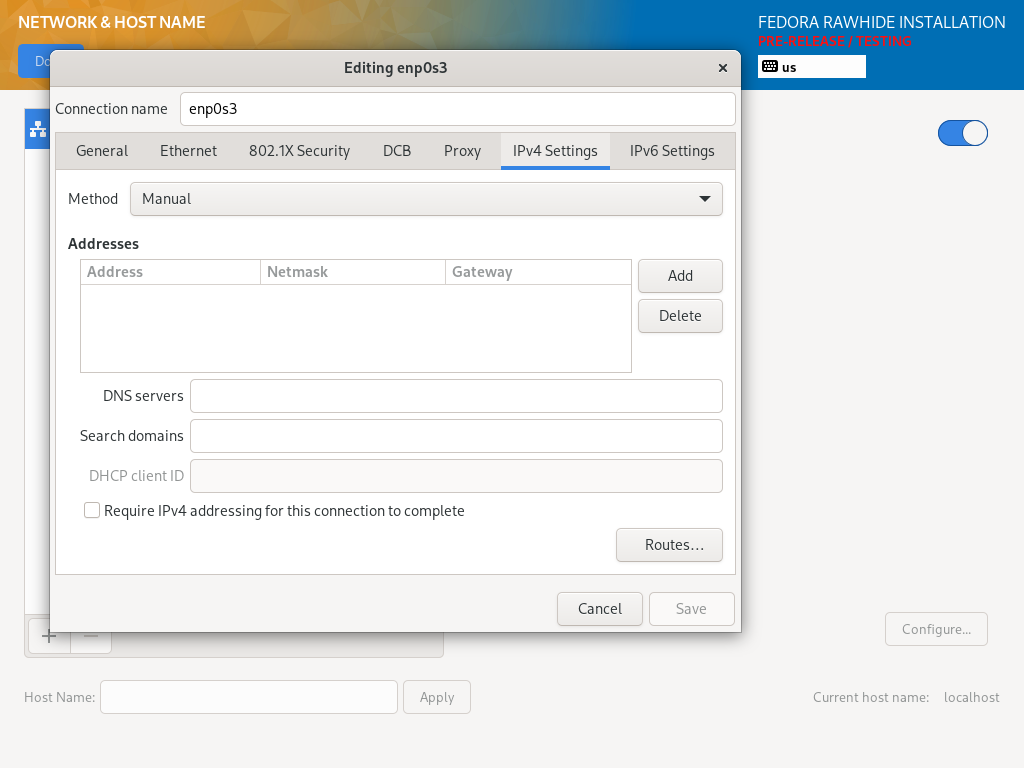 NETWORK & HOST NAME
FEDORA RAWHIDE INSTALLATION
PRE-RELEASE / TESTING
us
Editing enp0s3
Connection name enp0s3
General Ethernet 802.1X Security DCB Proxy IPv4 Settings IPv6 Settings
Method Manual
Addresses
Address Netmask Gateway
Add
Delete
DNS servers
Search domains
DHCP client ID
Require IPv4 addressing for this connection to complete
Routes…
Cancel Save
Configure...
Host Name: Apply Current host name: localhost